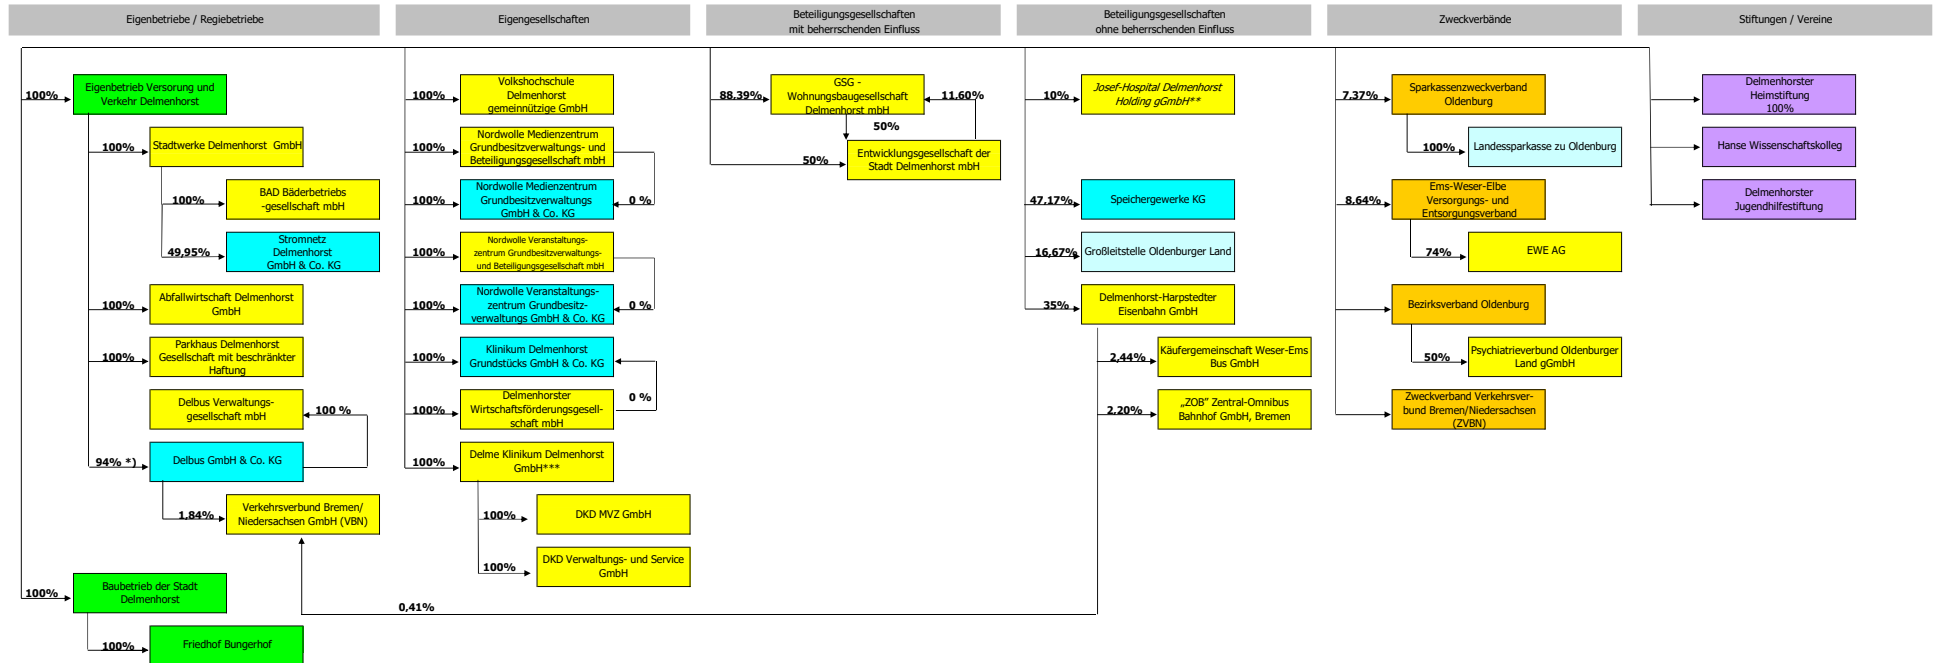 Eigenbetriebe / Regiebetriebe
Eigengesellschaften
Beteiligungsgesellschaften
mit beherrschenden Einfluss
Beteiligungsgesellschaften
ohne beherrschenden Einfluss
Zweckverbände
Stiftungen / Vereine
100%
Eigenbetrieb Versorung und
Verkehr Delmenhorst
100%
Stadtwerke Delmenhorst GmbH
100%
BAD Bäderbetriebs
-gesellschaft mbH
49,95%
Stromnetz
Delmenhorst
GmbH & Co. KG
100%
Abfallwirtschaft Delmenhorst
GmbH
100%
Parkhaus Delmenhorst
Gesellschaft mit beschränkter
Haftung
Delbus Verwaltungs-
gesellschaft mbH
100 %
94% *)
Delbus GmbH & Co. KG
1,84%
Verkehrsverbund Bremen/
Niedersachsen GmbH (VBN)
100%
Baubetrieb der Stadt
Delmenhorst
100%
Friedhof Bungerhof
100%
Volkshochschule
Delmenhorst
gemeinnützige GmbH
100%
Nordwolle Medienzentrum
Grundbesitzverwaltungs- und
Beteiligungsgesellschaft mbH
100%
Nordwolle Medienzentrum
Grundbesitzverwaltungs
GmbH & Co. KG
0 %
100%
Nordwolle Veranstaltungs-
zentrum Grundbesitzverwaltungs-
und Beteiligungsgesellschaft mbH
100%
Nordwolle Veranstaltungs-
zentrum Grundbesitz-
verwaltungs GmbH & Co. KG
0 %
100%
Klinikum Delmenhorst
Grundstücks GmbH & Co. KG
0 %
100%
Delmenhorster
Wirtschaftsförderungsgesell-
schaft mbH
100%
Delme Klinikum Delmenhorst
GmbH***
100%
DKD MVZ GmbH
100%
DKD Verwaltungs- und Service
GmbH
0,41%
88.39%
GSG -
Wohnungsbaugesellschaft
Delmenhorst mbH
11.60%
50%
50%
Entwicklungsgesellschaft der
Stadt Delmenhorst mbH
10%
Josef-Hospital Delmenhorst
Holding gGmbH**
47,17%
Speichergewerke KG
16,67%
Großleitstelle Oldenburger Land
35%
Delmenhorst-Harpstedter
Eisenbahn GmbH
2,44%
Käufergemeinschaft Weser-Ems
Bus GmbH
2,20%
„ZOB" Zentral-Omnibus
Bahnhof GmbH, Bremen
7.37%
Sparkassenzweckverband
Oldenburg
100%
Landessparkasse zu Oldenburg
8.64%
Ems-Weser-Elbe
Versorgungs- und
Entsorgungsverband
74%
EWE AG
Bezirksverband Oldenburg
50%
Psychiatrieverbund Oldenburger
Land gGmbH
Zweckverband Verkehrsver-
bund Bremen/Niedersachsen
(ZVBN)
Delmenhorster
Heimstiftung
100%
Hanse Wissenschaftskolleg
Delmenhorster
Jugendhilfestiftung